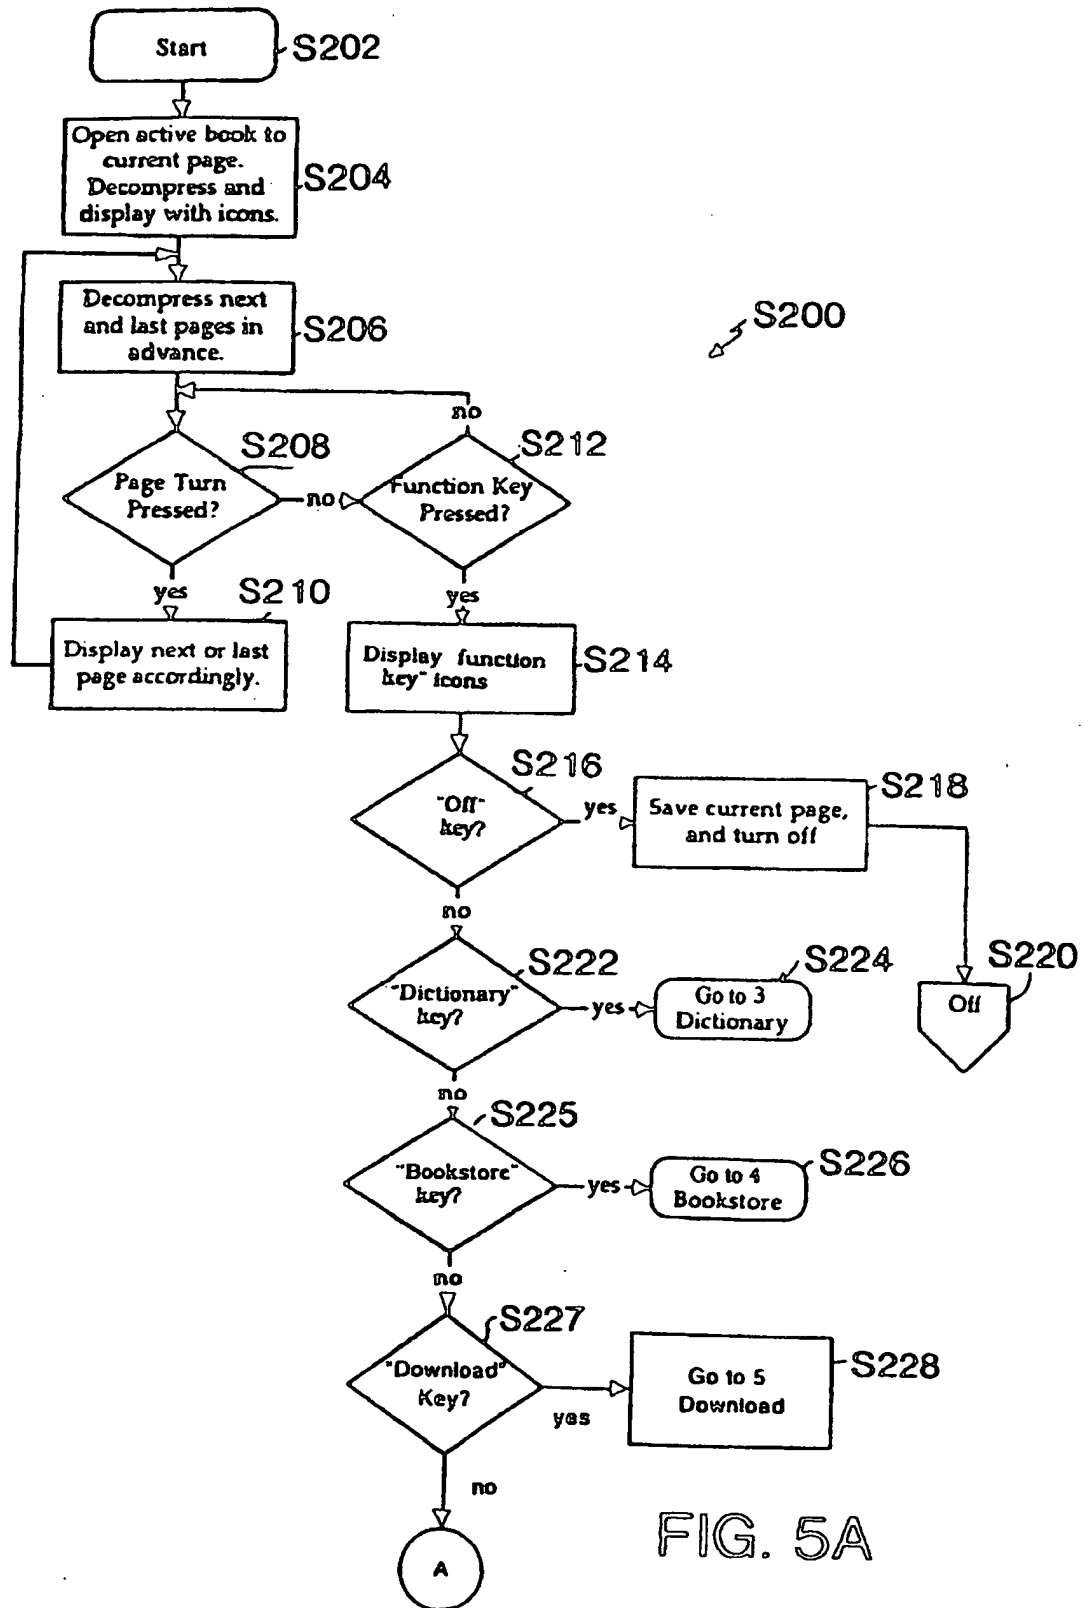 Start
S202
Open active book to
current page.
Decompress and
display with icons.
S204
Decompress next
and last pages in
advance.
S206
S200
Page Turn
Pressed?
S208
no
Function Key
Pressed?
S212
no
yes
S210
Display next or last
page accordingly.
yes
Display function
key" icons
S214
"Off"
key?
S216
yes
Save current page,
and turn off
S218
no
Off
S220
"Dictionary"
key?
S222
yes
Go to 3
Dictionary
S224
no
"Bookstore"
key?
S225
yes
Go to 4
Bookstore
S226
no
"Download"
Key?
S227
yes
Go to 5
Download
S228
no
A
FIG. 5A